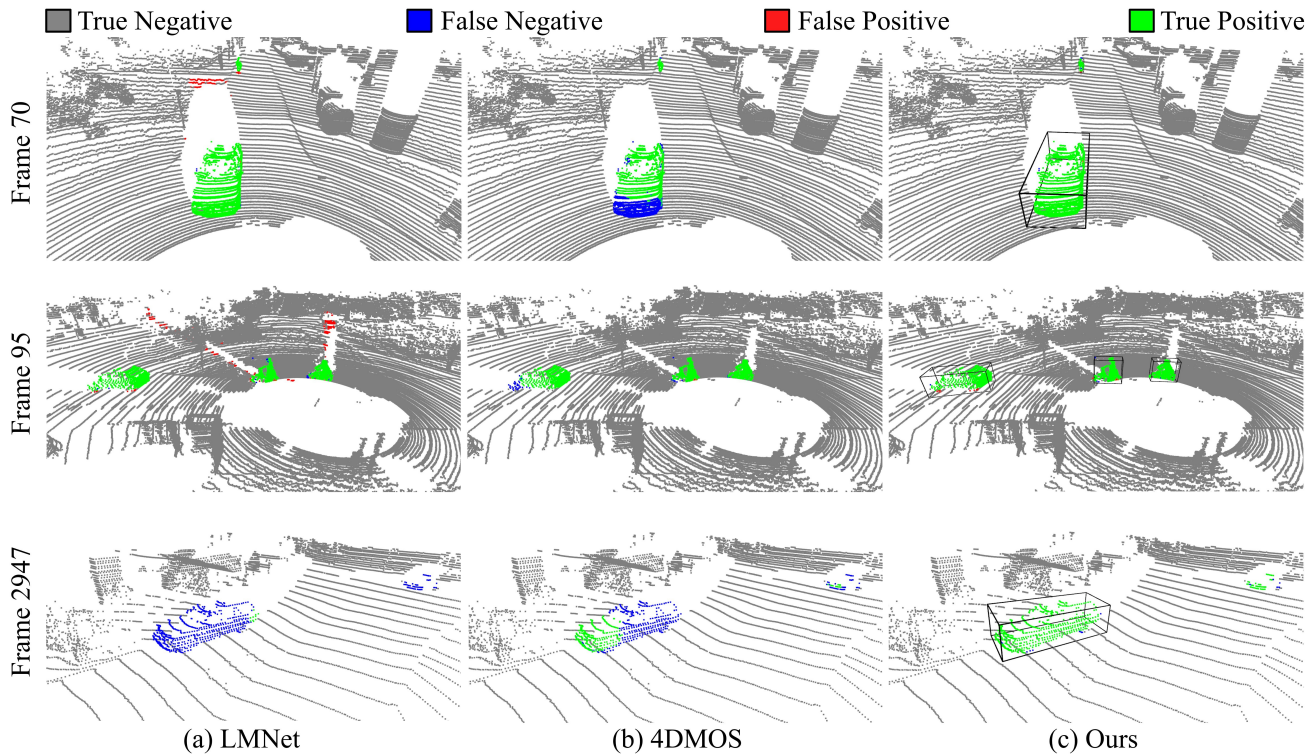 True Negative False Negative False Positive True Positive
Frame 70
Frame 95
Frame 2947
(a) LMNet (b) 4DMOS (c) Ours